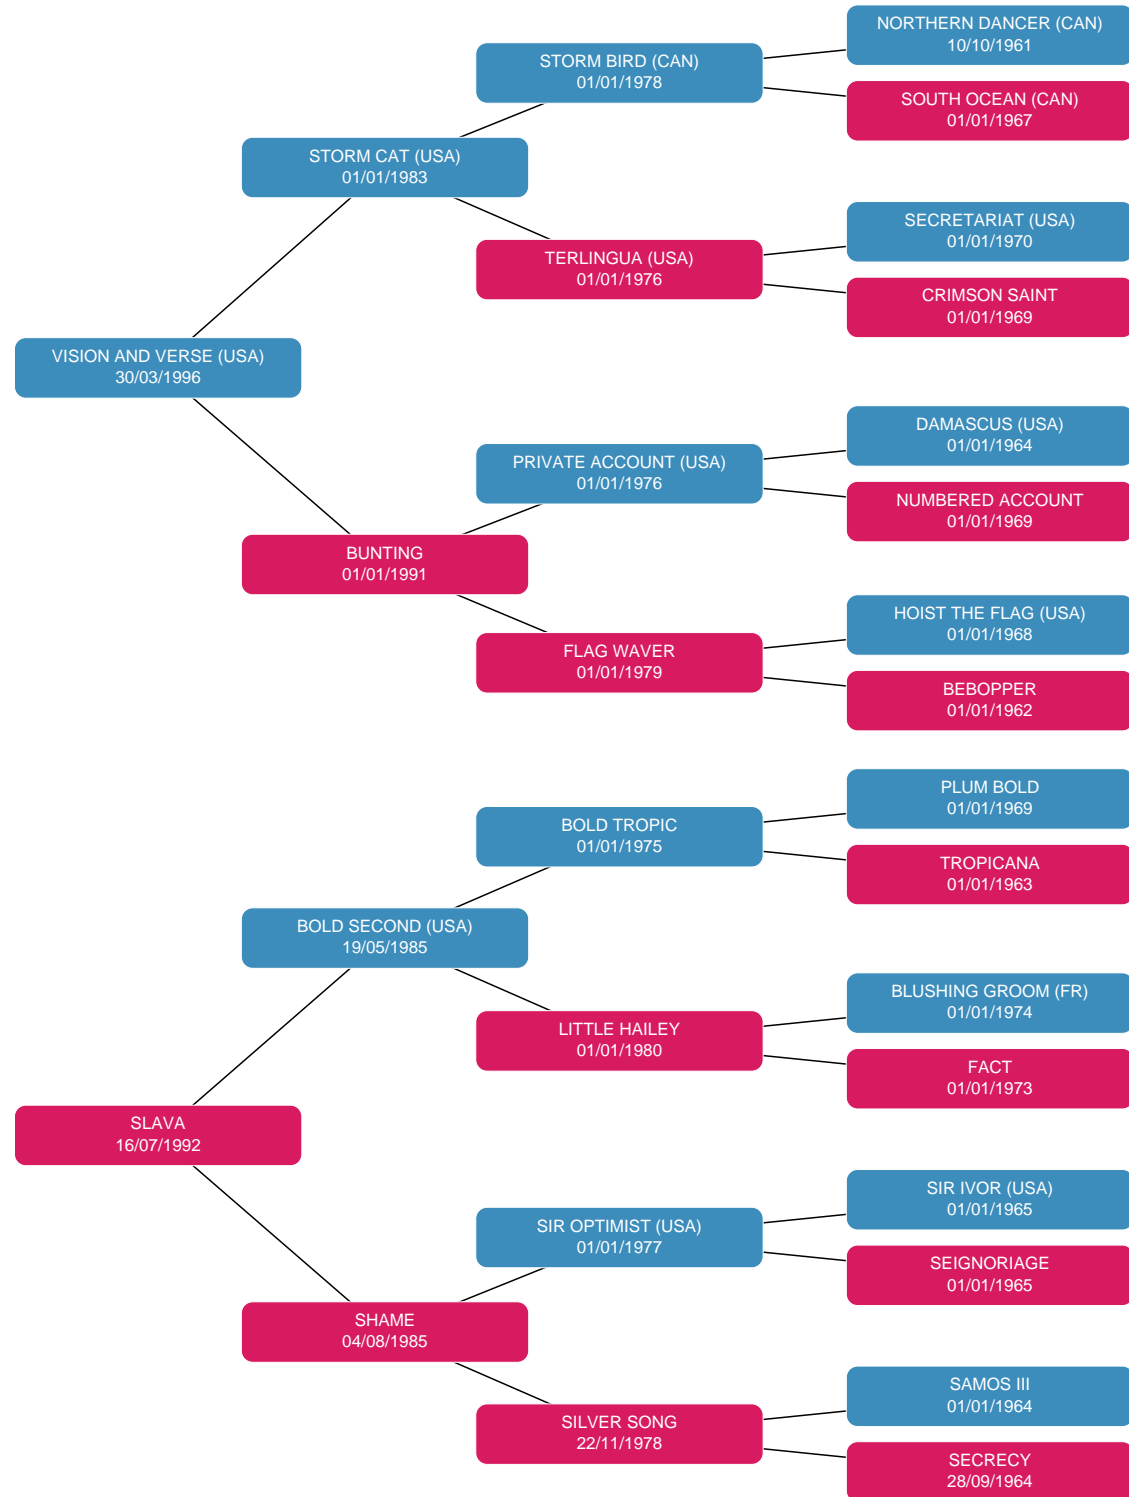 NORTHERN DANCER (CAN)
10/10/1961
STORM BIRD (CAN)
01/01/1978
SOUTH OCEAN (CAN)
01/01/1967
STORM CAT (USA)
01/01/1983
SECRETARIAT (USA)
01/01/1970
TERLINGUA (USA)
01/01/1976
CRIMSON SAINT
01/01/1969
VISION AND VERSE (USA)
30/03/1996
DAMASCUS (USA)
01/01/1964
PRIVATE ACCOUNT (USA)
01/01/1976
NUMBERED ACCOUNT
01/01/1969
BUNTING
01/01/1991
HOIST THE FLAG (USA)
01/01/1968
FLAG WAVER
01/01/1979
BEBOPPER
01/01/1962
PLUM BOLD
01/01/1969
BOLD TROPIC
01/01/1975
TROPICANA
01/01/1963
BOLD SECOND (USA)
19/05/1985
BLUSHING GROOM (FR)
01/01/1974
LITTLE HAILEY
01/01/1980
FACT
01/01/1973
SLAVA
16/07/1992
SIR IVOR (USA)
01/01/1965
SIR OPTIMIST (USA)
01/01/1977
SEIGNORIAGE
01/01/1965
SHAME
04/08/1985
SAMOS III
01/01/1964
SILVER SONG
22/11/1978
SECRECY
28/09/1964